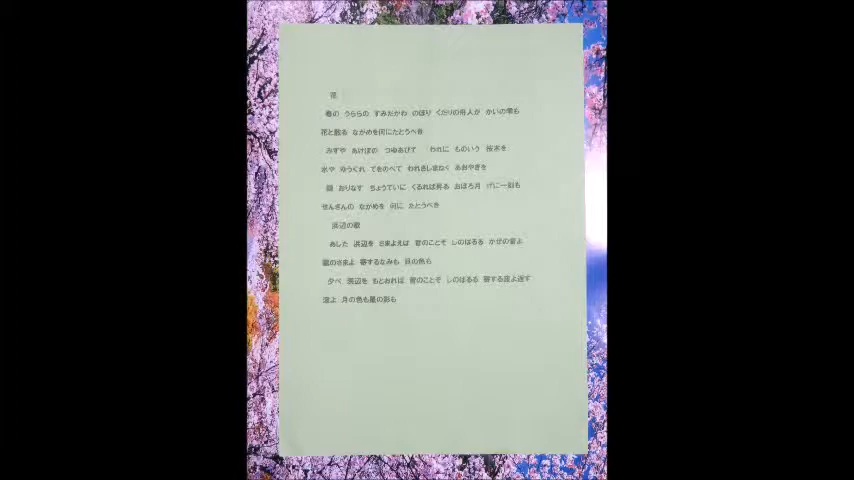 花
春の うららの すみだかわ のぼり くだりの舟人が かいの雫も
花と散る ながめを何にたとうべき
みずや あけぼの つゆあびて われに ものいう 桜木を
水や ゆうぐれ てをのべて われさしまねく あおやぎを
錦 おりなす ちょうていに くるれば昇る おぼろ月 げに一刻も
せんきんの ながめを 何に たとうべき
浜辺の歌
あした 浜辺を さまよえば 昔のことぞ しのばるる かぜの音よ
雲のさまよ 寄するなみも 貝の色も
夕べ 浜辺を もとおれば 昔のことぞ しのばるる 寄する波よ返す
波よ 月の色も星の影も